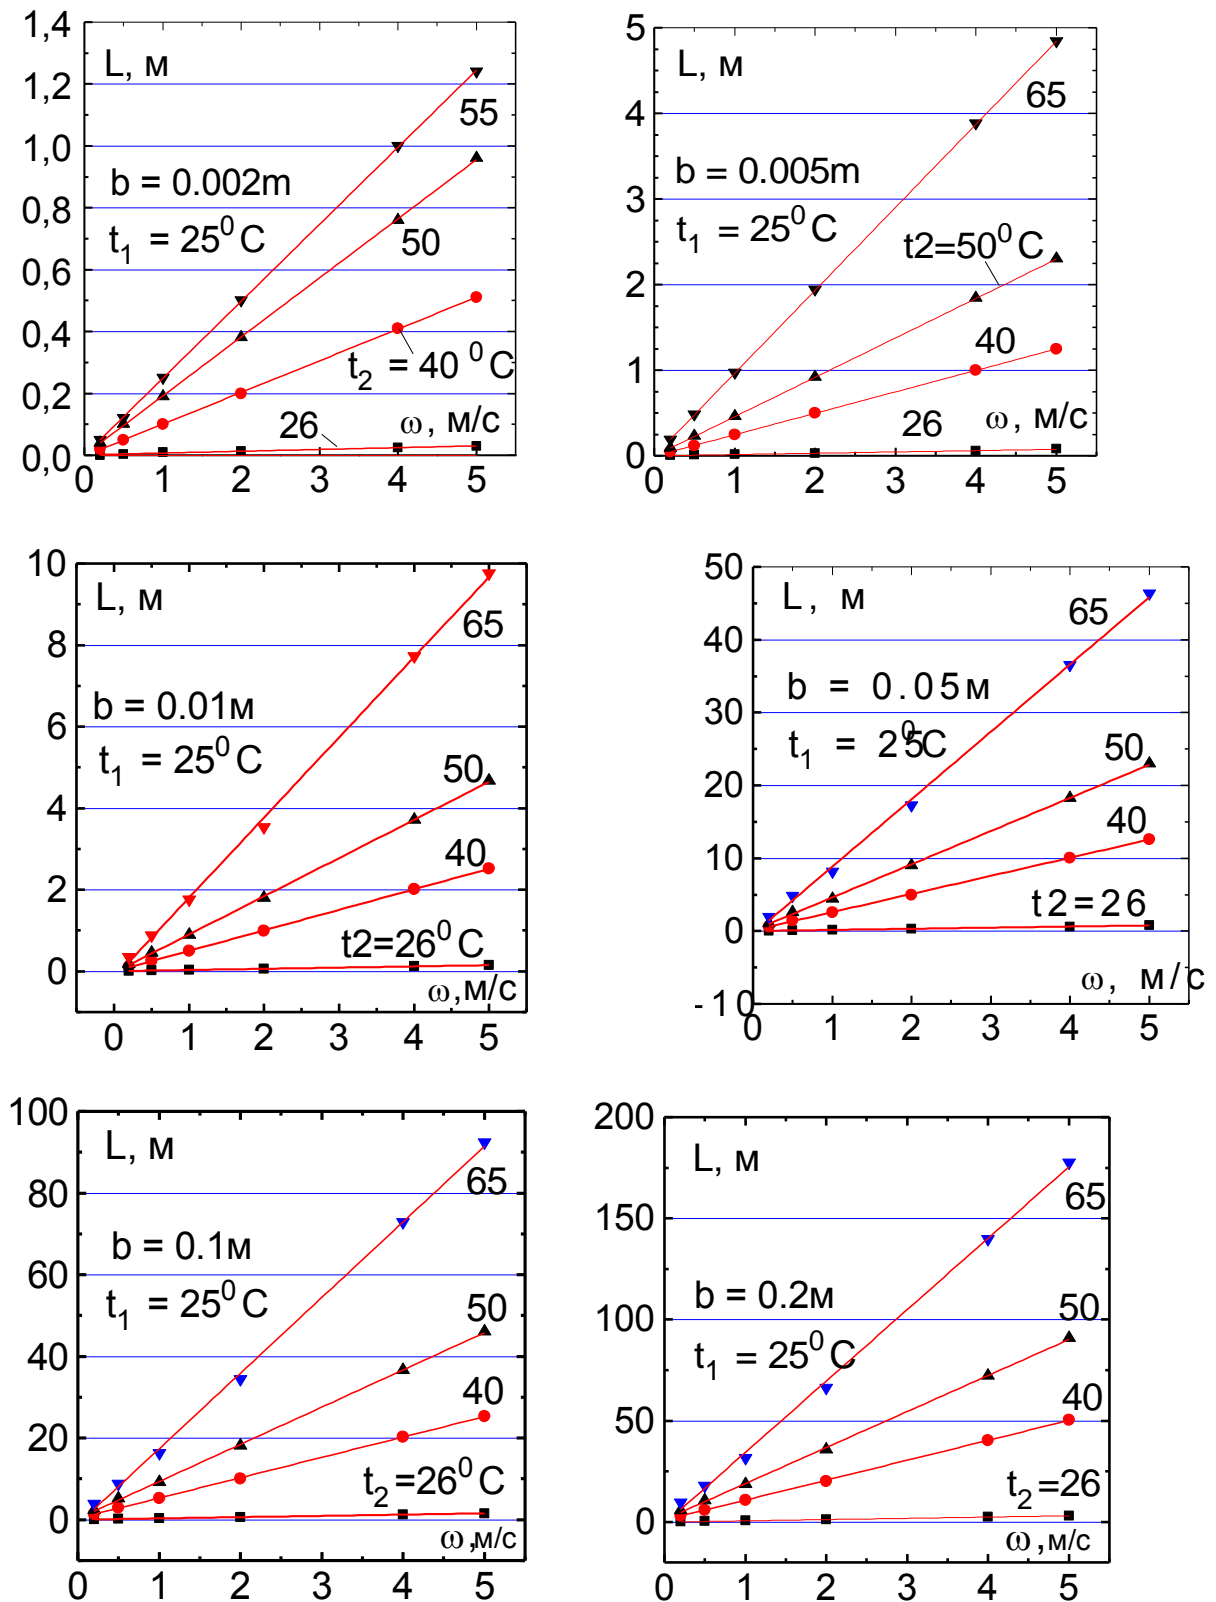 1,4
L, м
1,2
55
1,0
b = 0.002m
0,8
t₁ = 25⁰C
50
0,6
0,4
t₂ = 40 ⁰C
0,2
26
ω, м/с
0,0
0 1 2 3 4 5
5
L, м
65
4
b = 0.005m
3
t₁ = 25⁰C
t2=50⁰C
2
40
1
26
ω, м/с
0
0 1 2 3 4 5
10
L, м
65
8
b = 0.01м
6
t₁ = 25⁰C
50
4
40
2
t2=26⁰C
0
ω,м/с
0 1 2 3 4 5
50
L, м
65
40
b = 0.05м
30
t₁ = 25⁰C
50
20
40
10
t2=26
0
ω, м/с
-10
0 1 2 3 4 5
100
L, м
65
80
b = 0.1м
60
t₁ = 25⁰C
50
40
40
20
t₂=26⁰C
0
ω,м/с
0 1 2 3 4 5
200
L, м
65
150
b = 0.2м
50
100
t₁ = 25⁰C
40
50
t₂=26
0
ω,м/с
0 1 2 3 4 5